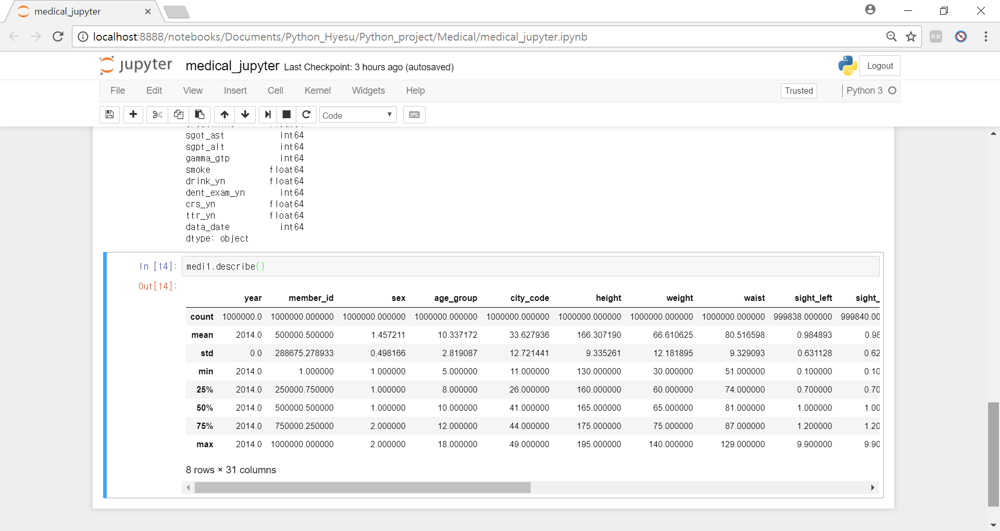 medical_jupyter
localhost:8888/notebooks/Documents/Python_Hyesu/Python_project/Medical/medical_jupyter.ipynb
EX
jupyter medical_jupyter Last Checkpoint: 3 hours ago (autosaved) Logout
File Edit View Insert Cell Kernel Widgets Help Trusted Python 3
Code
sgot_ast int64
sgpt_alt int64
gamma_gtp int64
smoke float64
drink_yn float64
dent_exam_yn int64
crs_yn float64
ttr_yn float64
data_date int64
dtype: object
In [14]: medi1.describe()
Out[14]:
year member_id sex age_group city_code height weight waist sight_left sight_
count 1000000.0 1000000.000000 1000000.000000 1000000.000000 1000000.000000 1000000.000000 1000000.000000 1000000.000000 999838.000000 999840.00
mean 2014.0 500000.500000 1.457211 10.337172 33.627936 166.307190 66.610625 80.516598 0.984893 0.98
std 0.0 288675.278933 0.498166 2.819087 12.721441 9.335261 12.181895 9.329093 0.631128 0.62
min 2014.0 1.000000 1.000000 5.000000 11.000000 130.000000 30.000000 51.000000 0.100000 0.10
25% 2014.0 250000.750000 1.000000 8.000000 26.000000 160.000000 60.000000 74.000000 0.700000 0.70
50% 2014.0 500000.500000 1.000000 10.000000 41.000000 165.000000 65.000000 81.000000 1.000000 1.00
75% 2014.0 750000.250000 2.000000 12.000000 44.000000 175.000000 75.000000 87.000000 1.200000 1.20
max 2014.0 1000000.000000 2.000000 18.000000 49.000000 195.000000 140.000000 129.000000 9.900000 9.90
8 rows × 31 columns